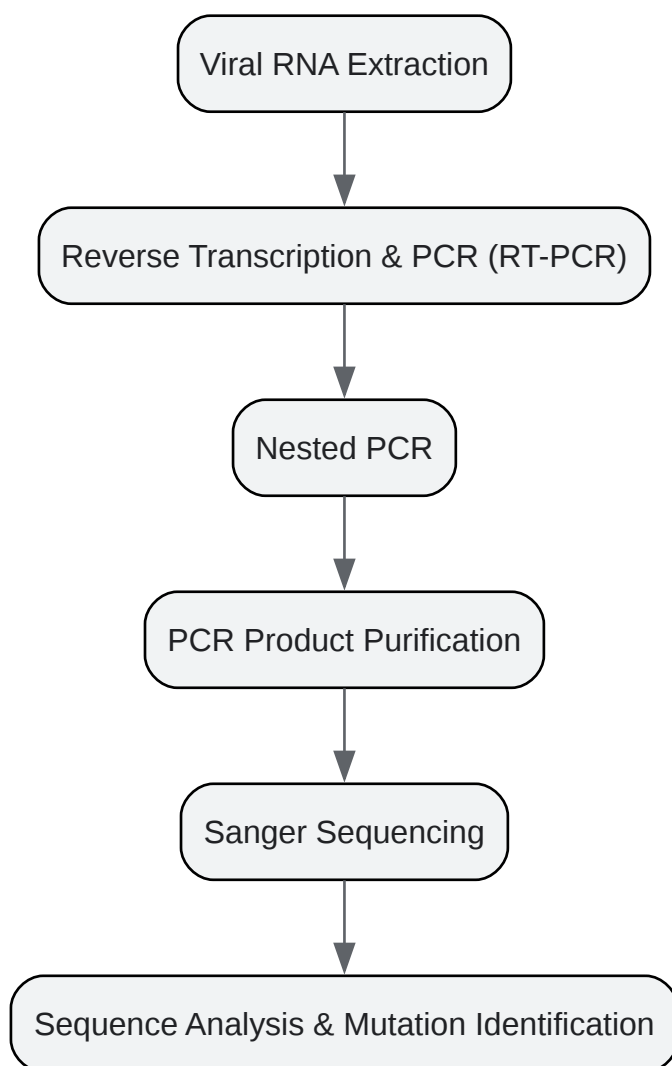 Viral RNA Extraction
Reverse Transcription & PCR (RT-PCR)
Nested PCR
PCR Product Purification
Sanger Sequencing
Sequence Analysis & Mutation Identification